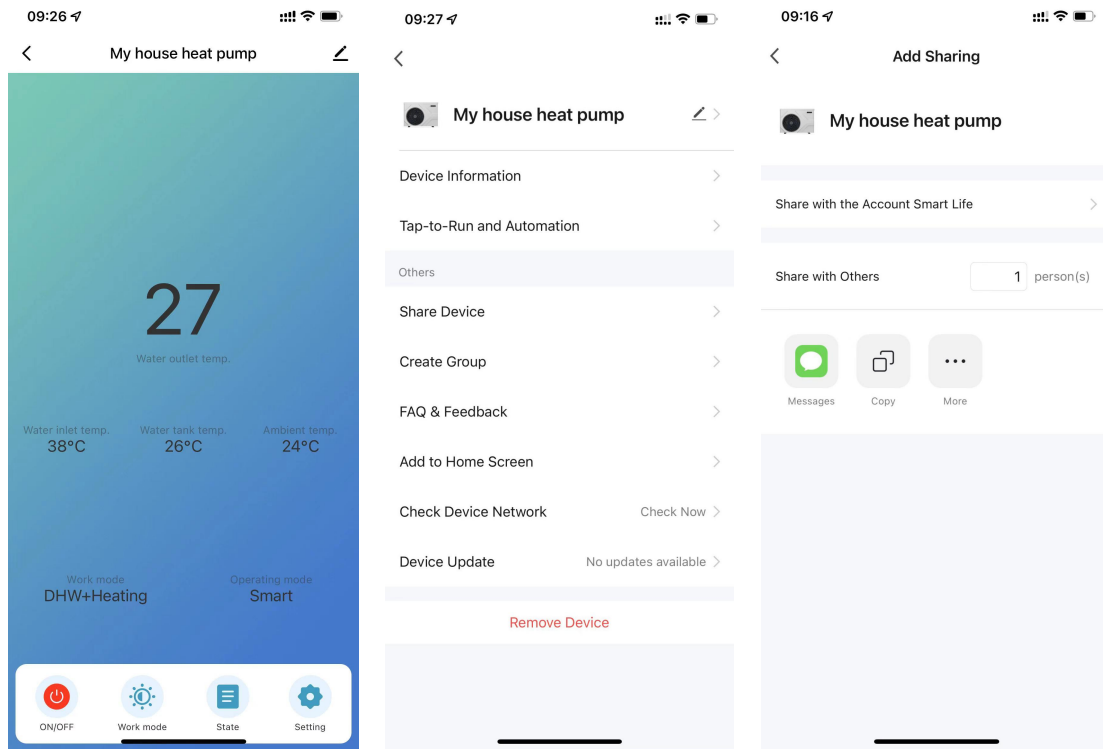 09:26
My house heat pump
27
Water outlet temp.
Water inlet temp. Water tank temp. Ambient temp.
38°C 26°C 24°C
Work mode Operating mode
DHW+Heating Smart
ON/OFF Work mode State Setting
09:27
My house heat pump
Device Information
Tap-to-Run and Automation
Others
Share Device
Create Group
FAQ & Feedback
Add to Home Screen
Check Device Network Check Now
Device Update No updates available
Remove Device
09:16
Add Sharing
My house heat pump
Share with the Account Smart Life
Share with Others 1 person(s)
Messages Copy More